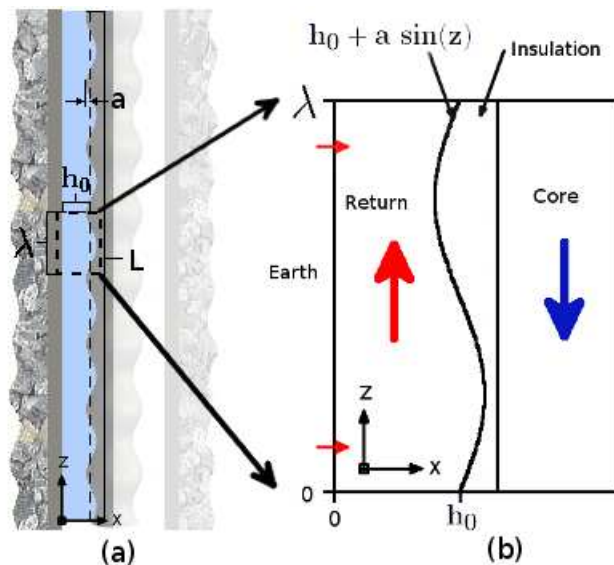 a
h₀
λ
L
z
x
(a)
h₀ + a sin(z)
Insulation
λ
Return
Core
Earth
z
x
0
0
h₀
(b)